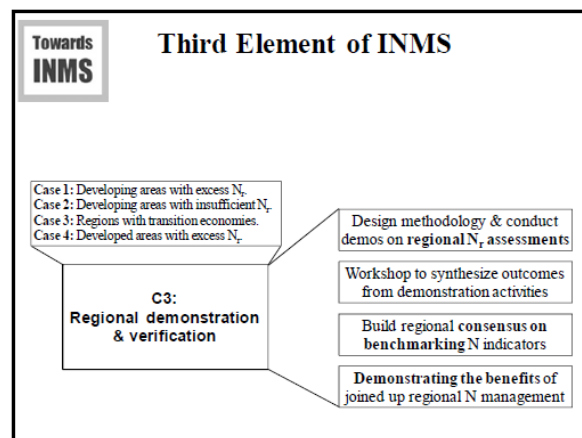 Towards
INMS
Third Element of INMS
Case 1: Developing areas with excess Nr.
Case 2: Developing areas with insufficient Nr.
Case 3: Regions with transition economies.
Case 4: Developed areas with excess Nr.
C3:
Regional demonstration
& verification
Design methodology & conduct
demos on regional Nr assessments
Workshop to synthesize outcomes
from demonstration activities
Build regional consensus on
benchmarking N indicators
Demonstrating the benefits of
joined up regional N management